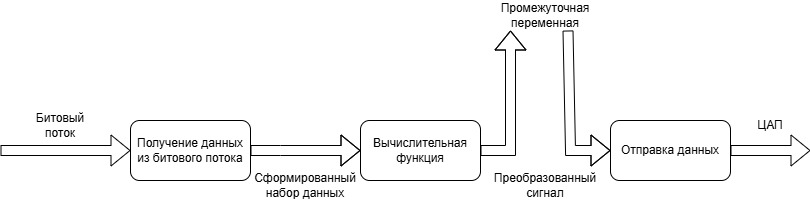 Промежуточная
переменная
Битовый
поток
Получение данных
из битового потока
Сформированный
набор данных
Вычислительная
функция
Преобразованный
сигнал
Отправка данных
ЦАП